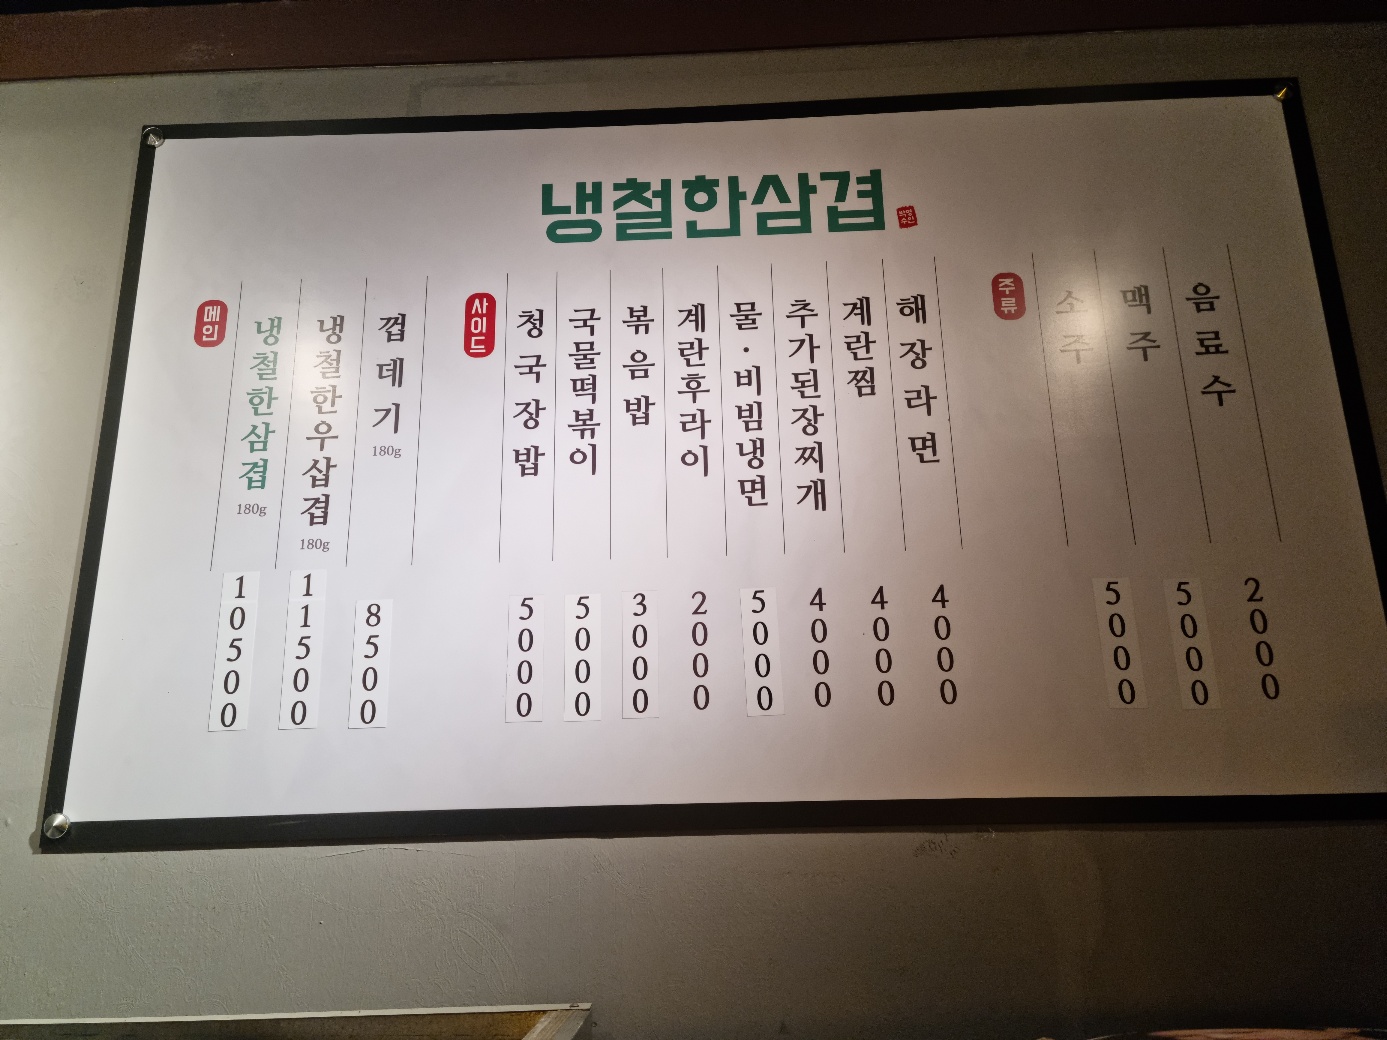 냉철한삼겹
메인
냉철한삼겹
180g
10500
냉철한우삽겹
180g
11500
껍데기
180g
8500
사이드
청국장밥
5000
국물떡볶이
5000
볶음밥
3000
계란후라이
2000
물·비빔냉면
5000
추가된장찌개
4000
계란찜
4000
해장라면
4000
주류
소주
5000
맥주
5000
음료수
2000